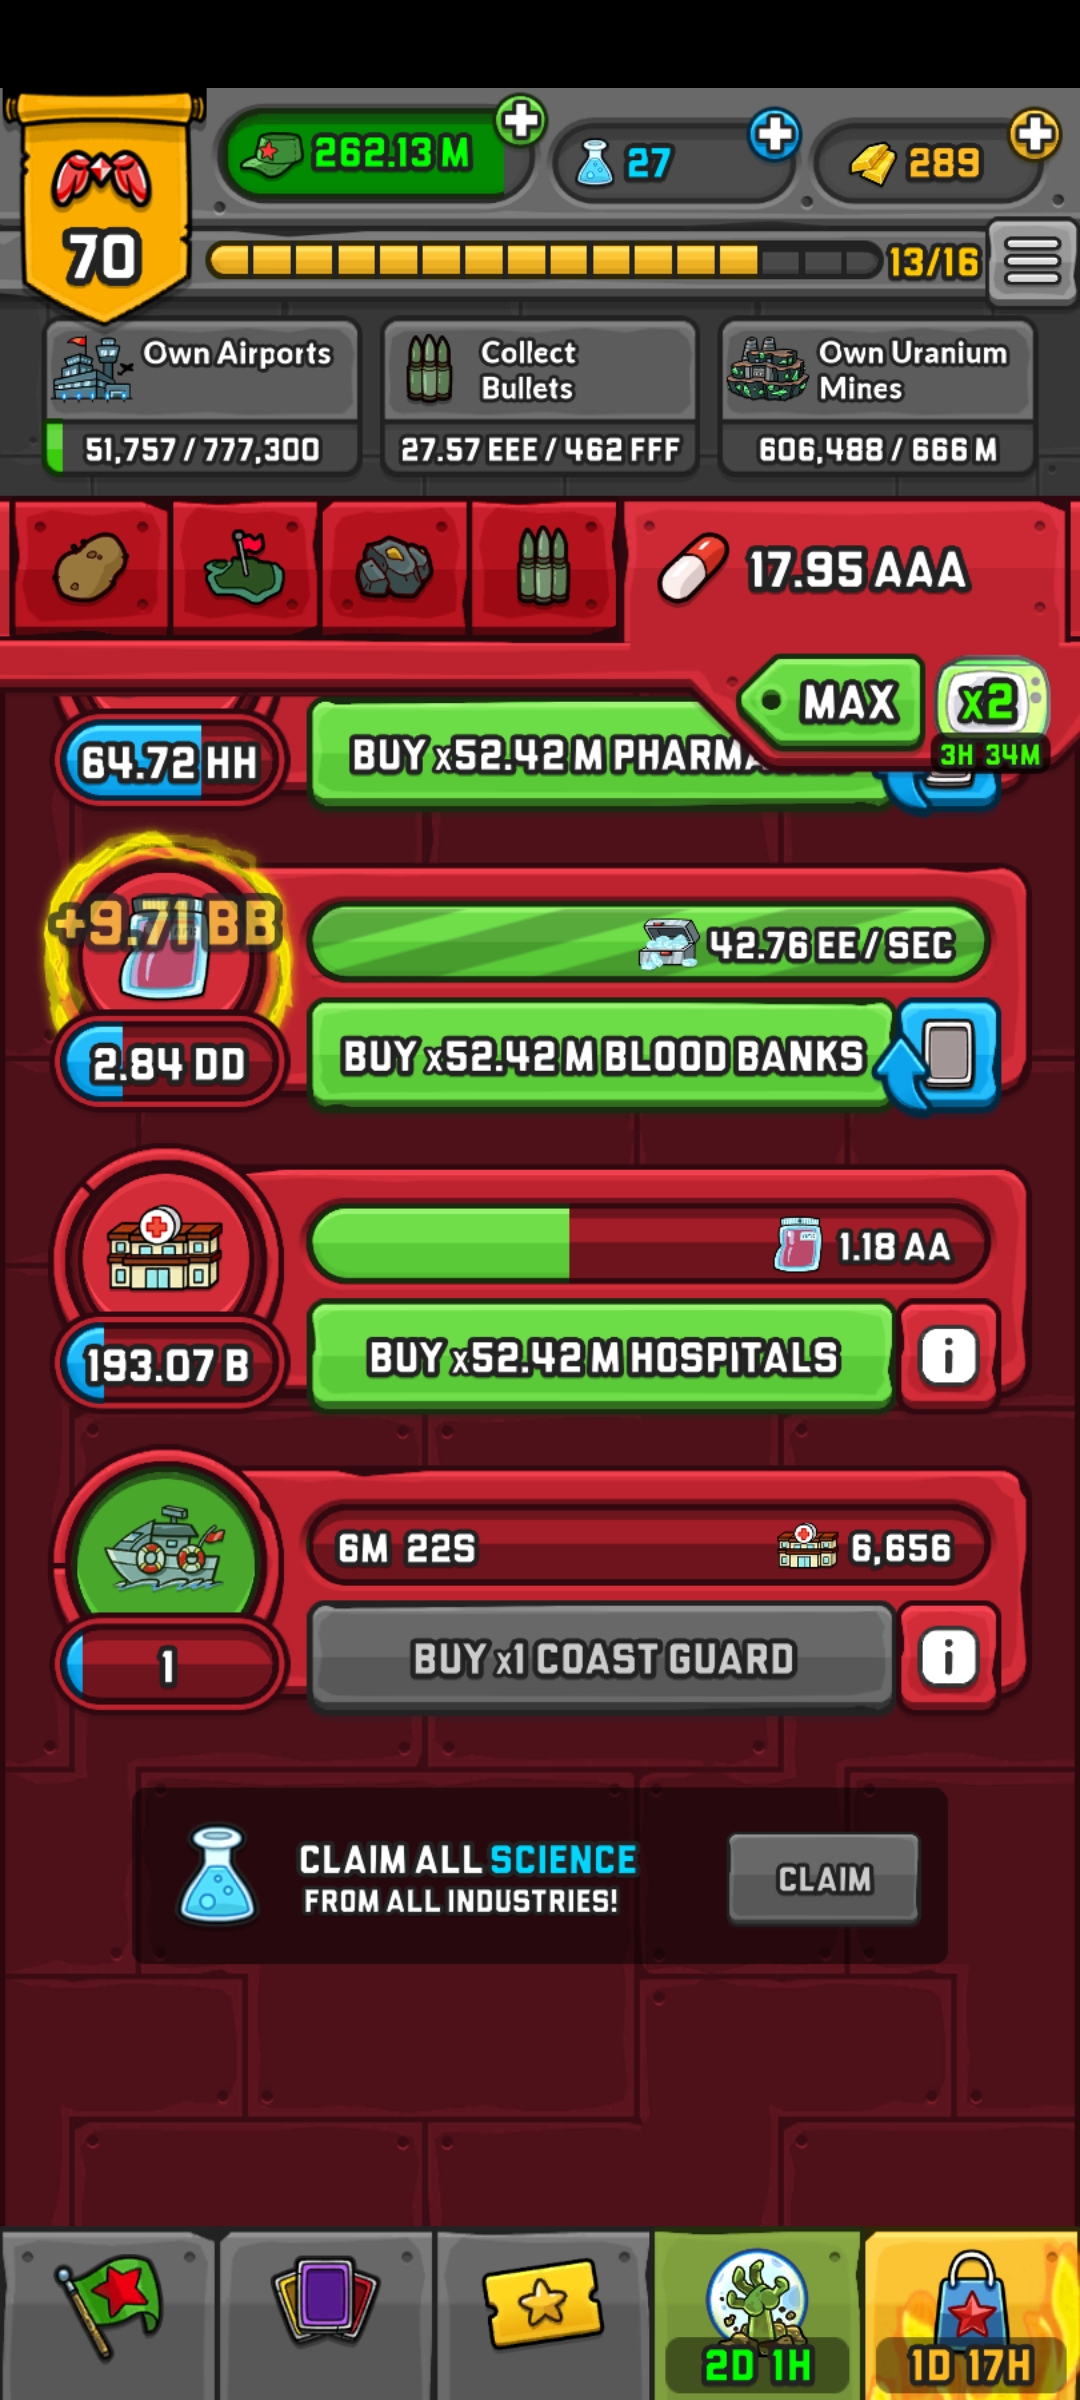 262.13 M
27
289
70
13/16
Own Airports
51,757 / 777,300
Collect
Bullets
27.57 EEE / 462 FFF
Own Uranium
Mines
606,488 / 666 M
17.95 AAA
MAX
x2
3H 34M
64.72 HH
BUY x52.42 M PHARMA
+9.71 BB
42.76 EE / SEC
2.84 DD
BUY x52.42 M BLOOD BANKS
1.18 AA
193.07 B
BUY x52.42 M HOSPITALS
i
6M 22S
6,656
1
BUY x1 COAST GUARD
i
CLAIM ALL SCIENCE
FROM ALL INDUSTRIES!
CLAIM
2D 1H
1D 17H